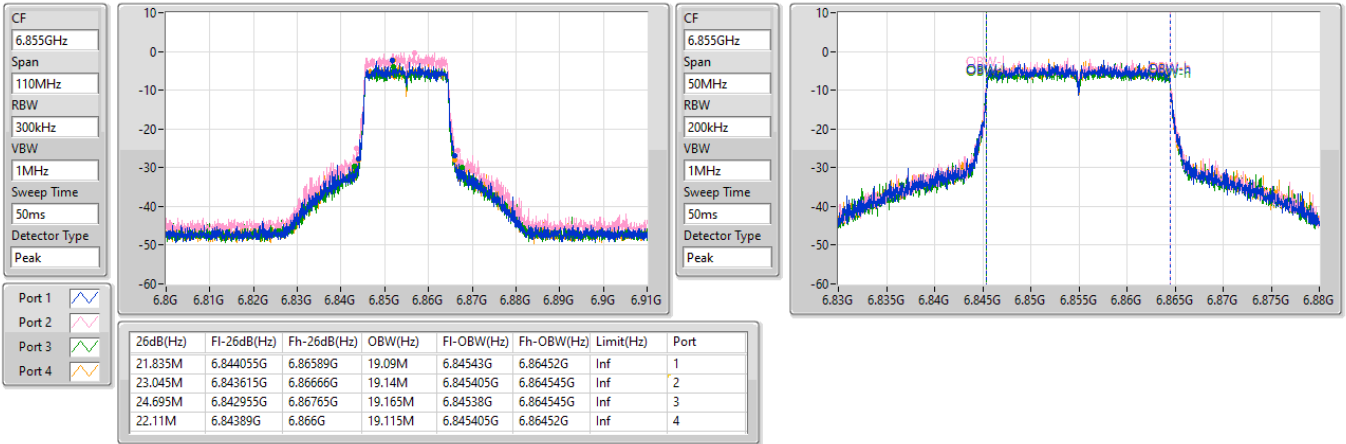 CF
6.855GHz
Span
110MHz
RBW
300kHz
VBW
1MHz
Sweep Time
50ms
Detector Type
Peak
10
0
-10
-20
-30
-40
-50
-60
6.8G 6.81G 6.82G 6.83G 6.84G 6.85G 6.86G 6.87G 6.88G 6.89G 6.9G 6.91G
CF
6.855GHz
Span
50MHz
RBW
200kHz
VBW
1MHz
Sweep Time
50ms
Detector Type
Peak
10
0
-10
-20
-30
-40
-50
-60
OBW-h
6.83G 6.835G 6.84G 6.845G 6.85G 6.855G 6.86G 6.865G 6.87G 6.875G 6.88G
Port 1
Port 2
Port 3
Port 4
26dB(Hz) Fl-26dB(Hz) Fh-26dB(Hz) OBW(Hz) Fl-OBW(Hz) Fh-OBW(Hz) Limit(Hz) Port
21.835M 6.844055G 6.86589G 19.09M 6.84543G 6.86452G Inf 1
23.045M 6.843615G 6.86666G 19.14M 6.845405G 6.864545G Inf 2
24.695M 6.842955G 6.86765G 19.165M 6.84538G 6.864545G Inf 3
22.11M 6.84389G 6.866G 19.115M 6.845405G 6.86452G Inf 4